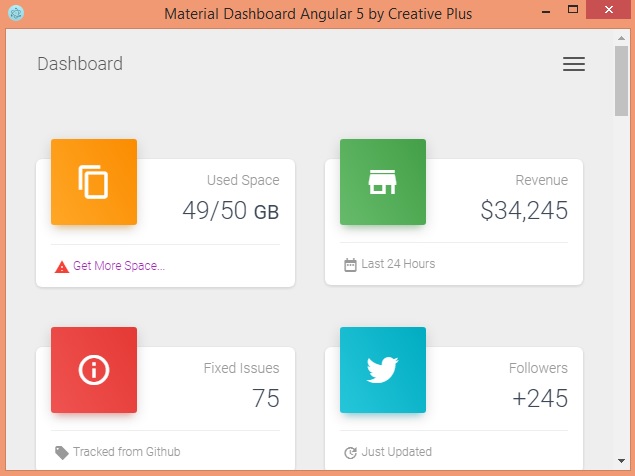 Material Dashboard Angular 5 by Creative Plus
Dashboard
Used Space
49/50 GB
Get More Space...
Revenue
$34,245
Last 24 Hours
Fixed Issues
75
Tracked from Github
Followers
+245
Just Updated